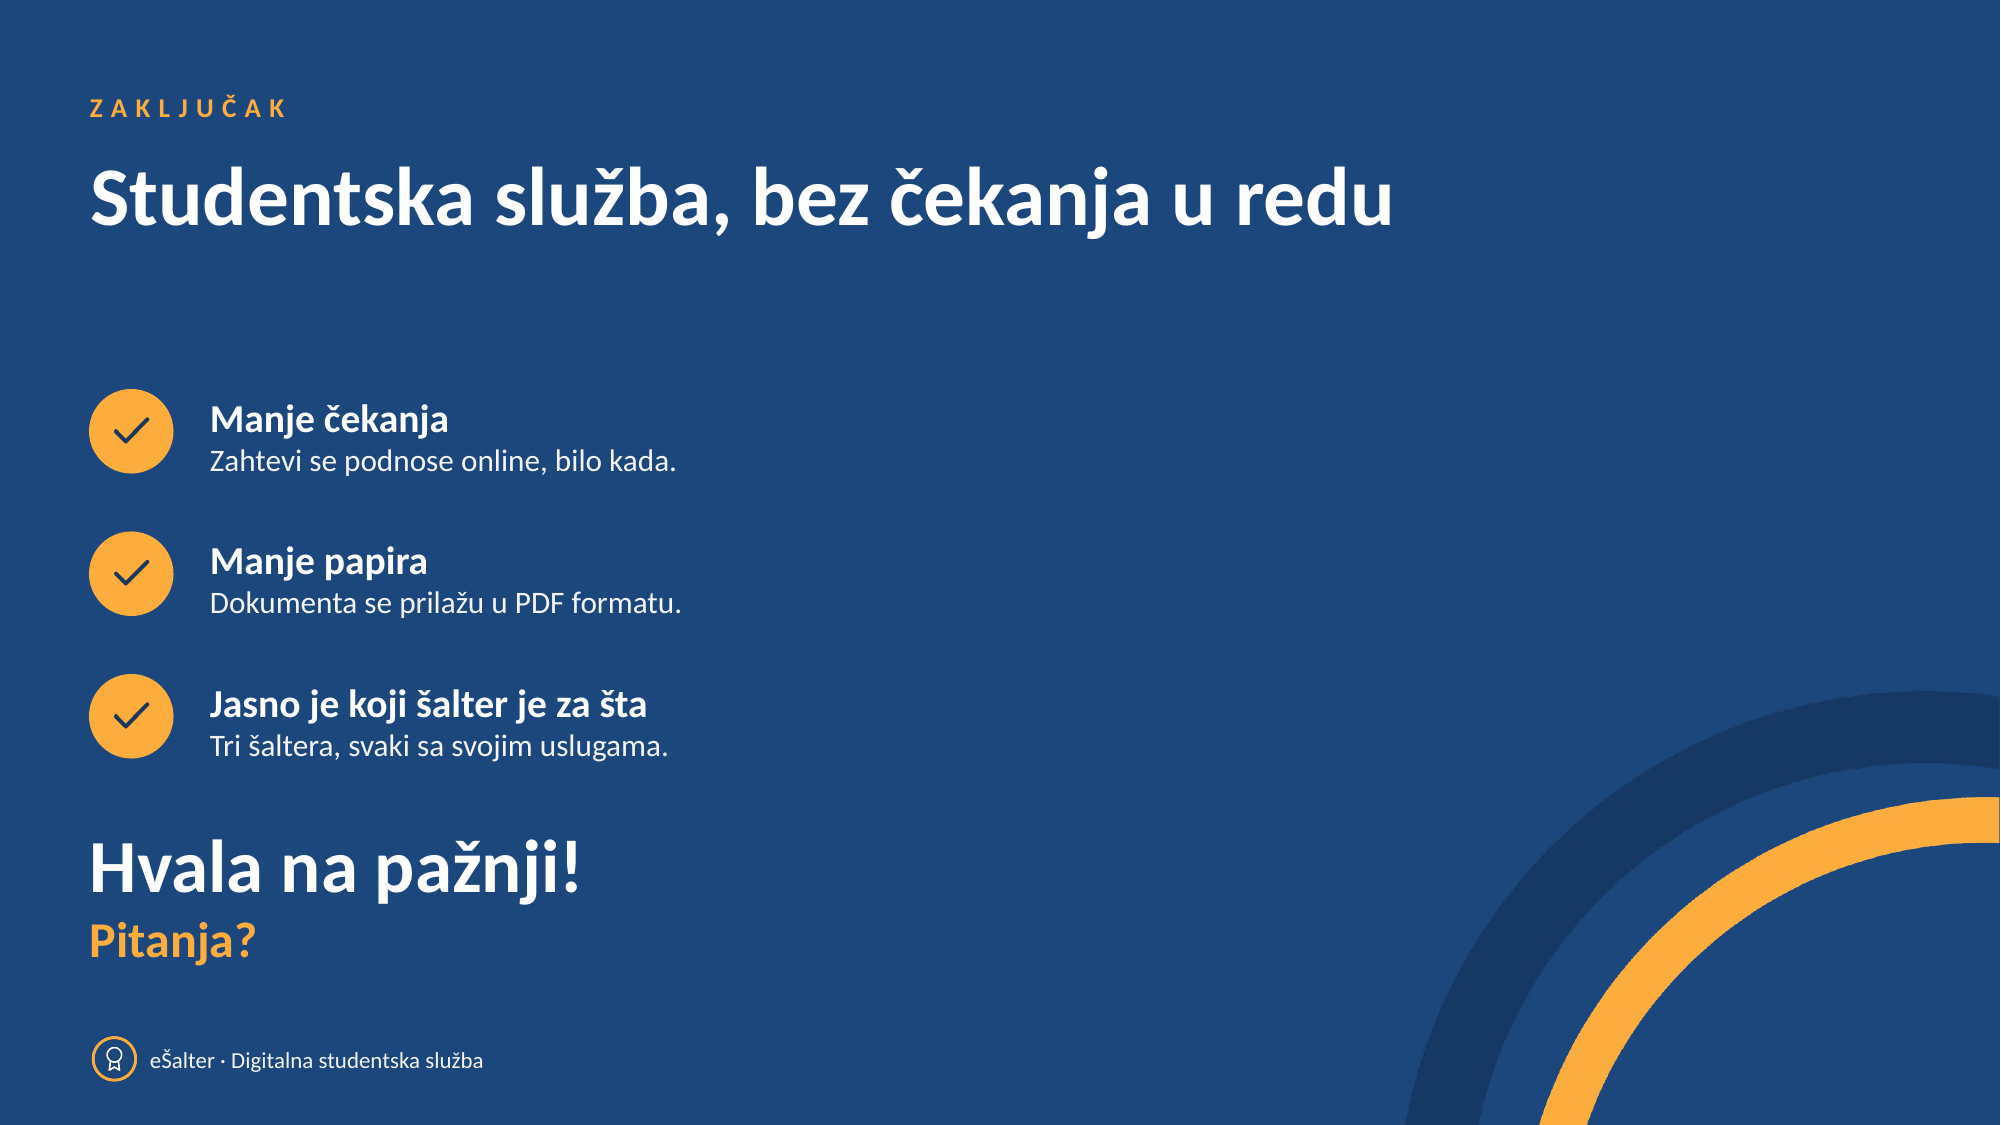 ZAKLJUČAK
Studentska služba, bez čekanja u redu
Manje čekanja
Zahtevi se podnose online, bilo kada.
Manje papira
Dokumenta se prilažu u PDF formatu.
Jasno je koji šalter je za šta
Tri šaltera, svaki sa svojim uslugama.
Hvala na pažnji!
Pitanja?
eŠalter · Digitalna studentska služba